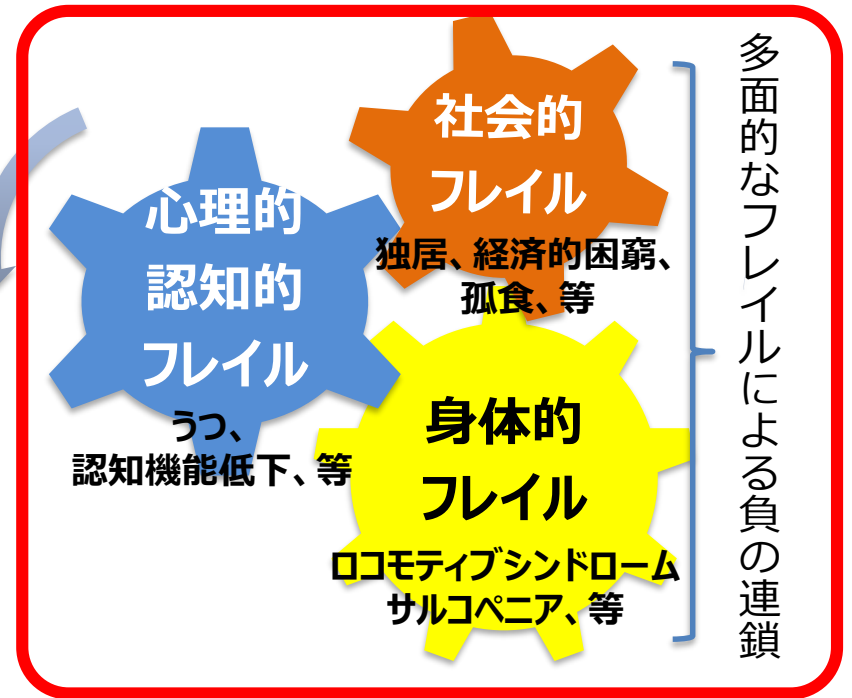 社会的
フレイル
独居、経済的困窮、
孤食、等
心理的
認知的
フレイル
うつ、
認知機能低下、等
身体的
フレイル
ロコモティブシンドローム
サルコペニア、等
多面的なフレイルによる負の連鎖